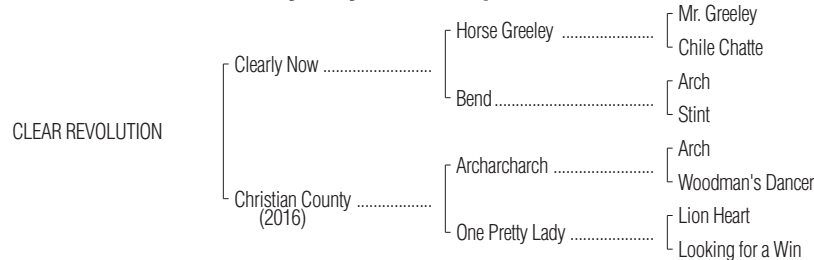 Mr. Greeley
Horse Greeley ....................
Chile Chatte
Clearly Now ........................
Arch
Bend ...................................
Stint
CLEAR REVOLUTION
Arch
Archarcharch ......................
Woodman's Dancer
Christian County ................
(2016)
Lion Heart
One Pretty Lady ..................
Looking for a Win